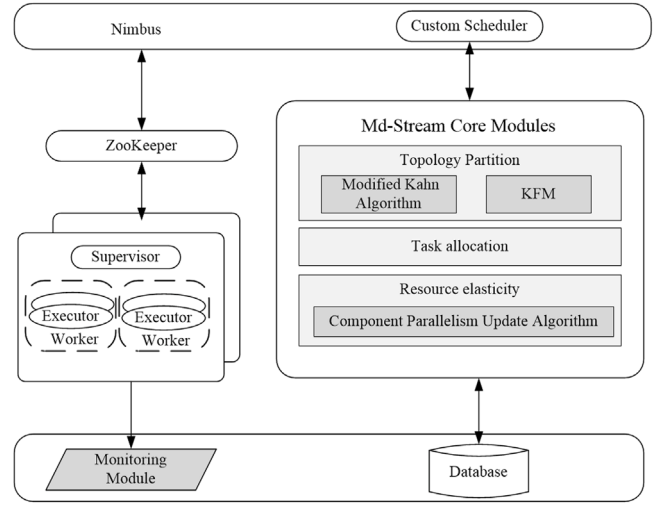 Nimbus
Custom Scheduler
ZooKeeper
Supervisor
Executor
Executor
Worker
Worker
Md-Stream Core Modules
Topology Partition
Modified Kahn
Algorithm
KFM
Task allocation
Resource elasticity
Component Parallelism Update Algorithm
Monitoring
Module
Database